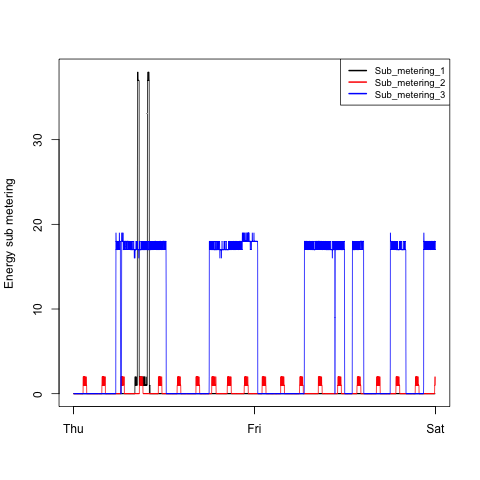 Sub_metering_1
Sub_metering_2
Sub_metering_3
Energy sub metering
30
20
10
0
Thu Fri Sat